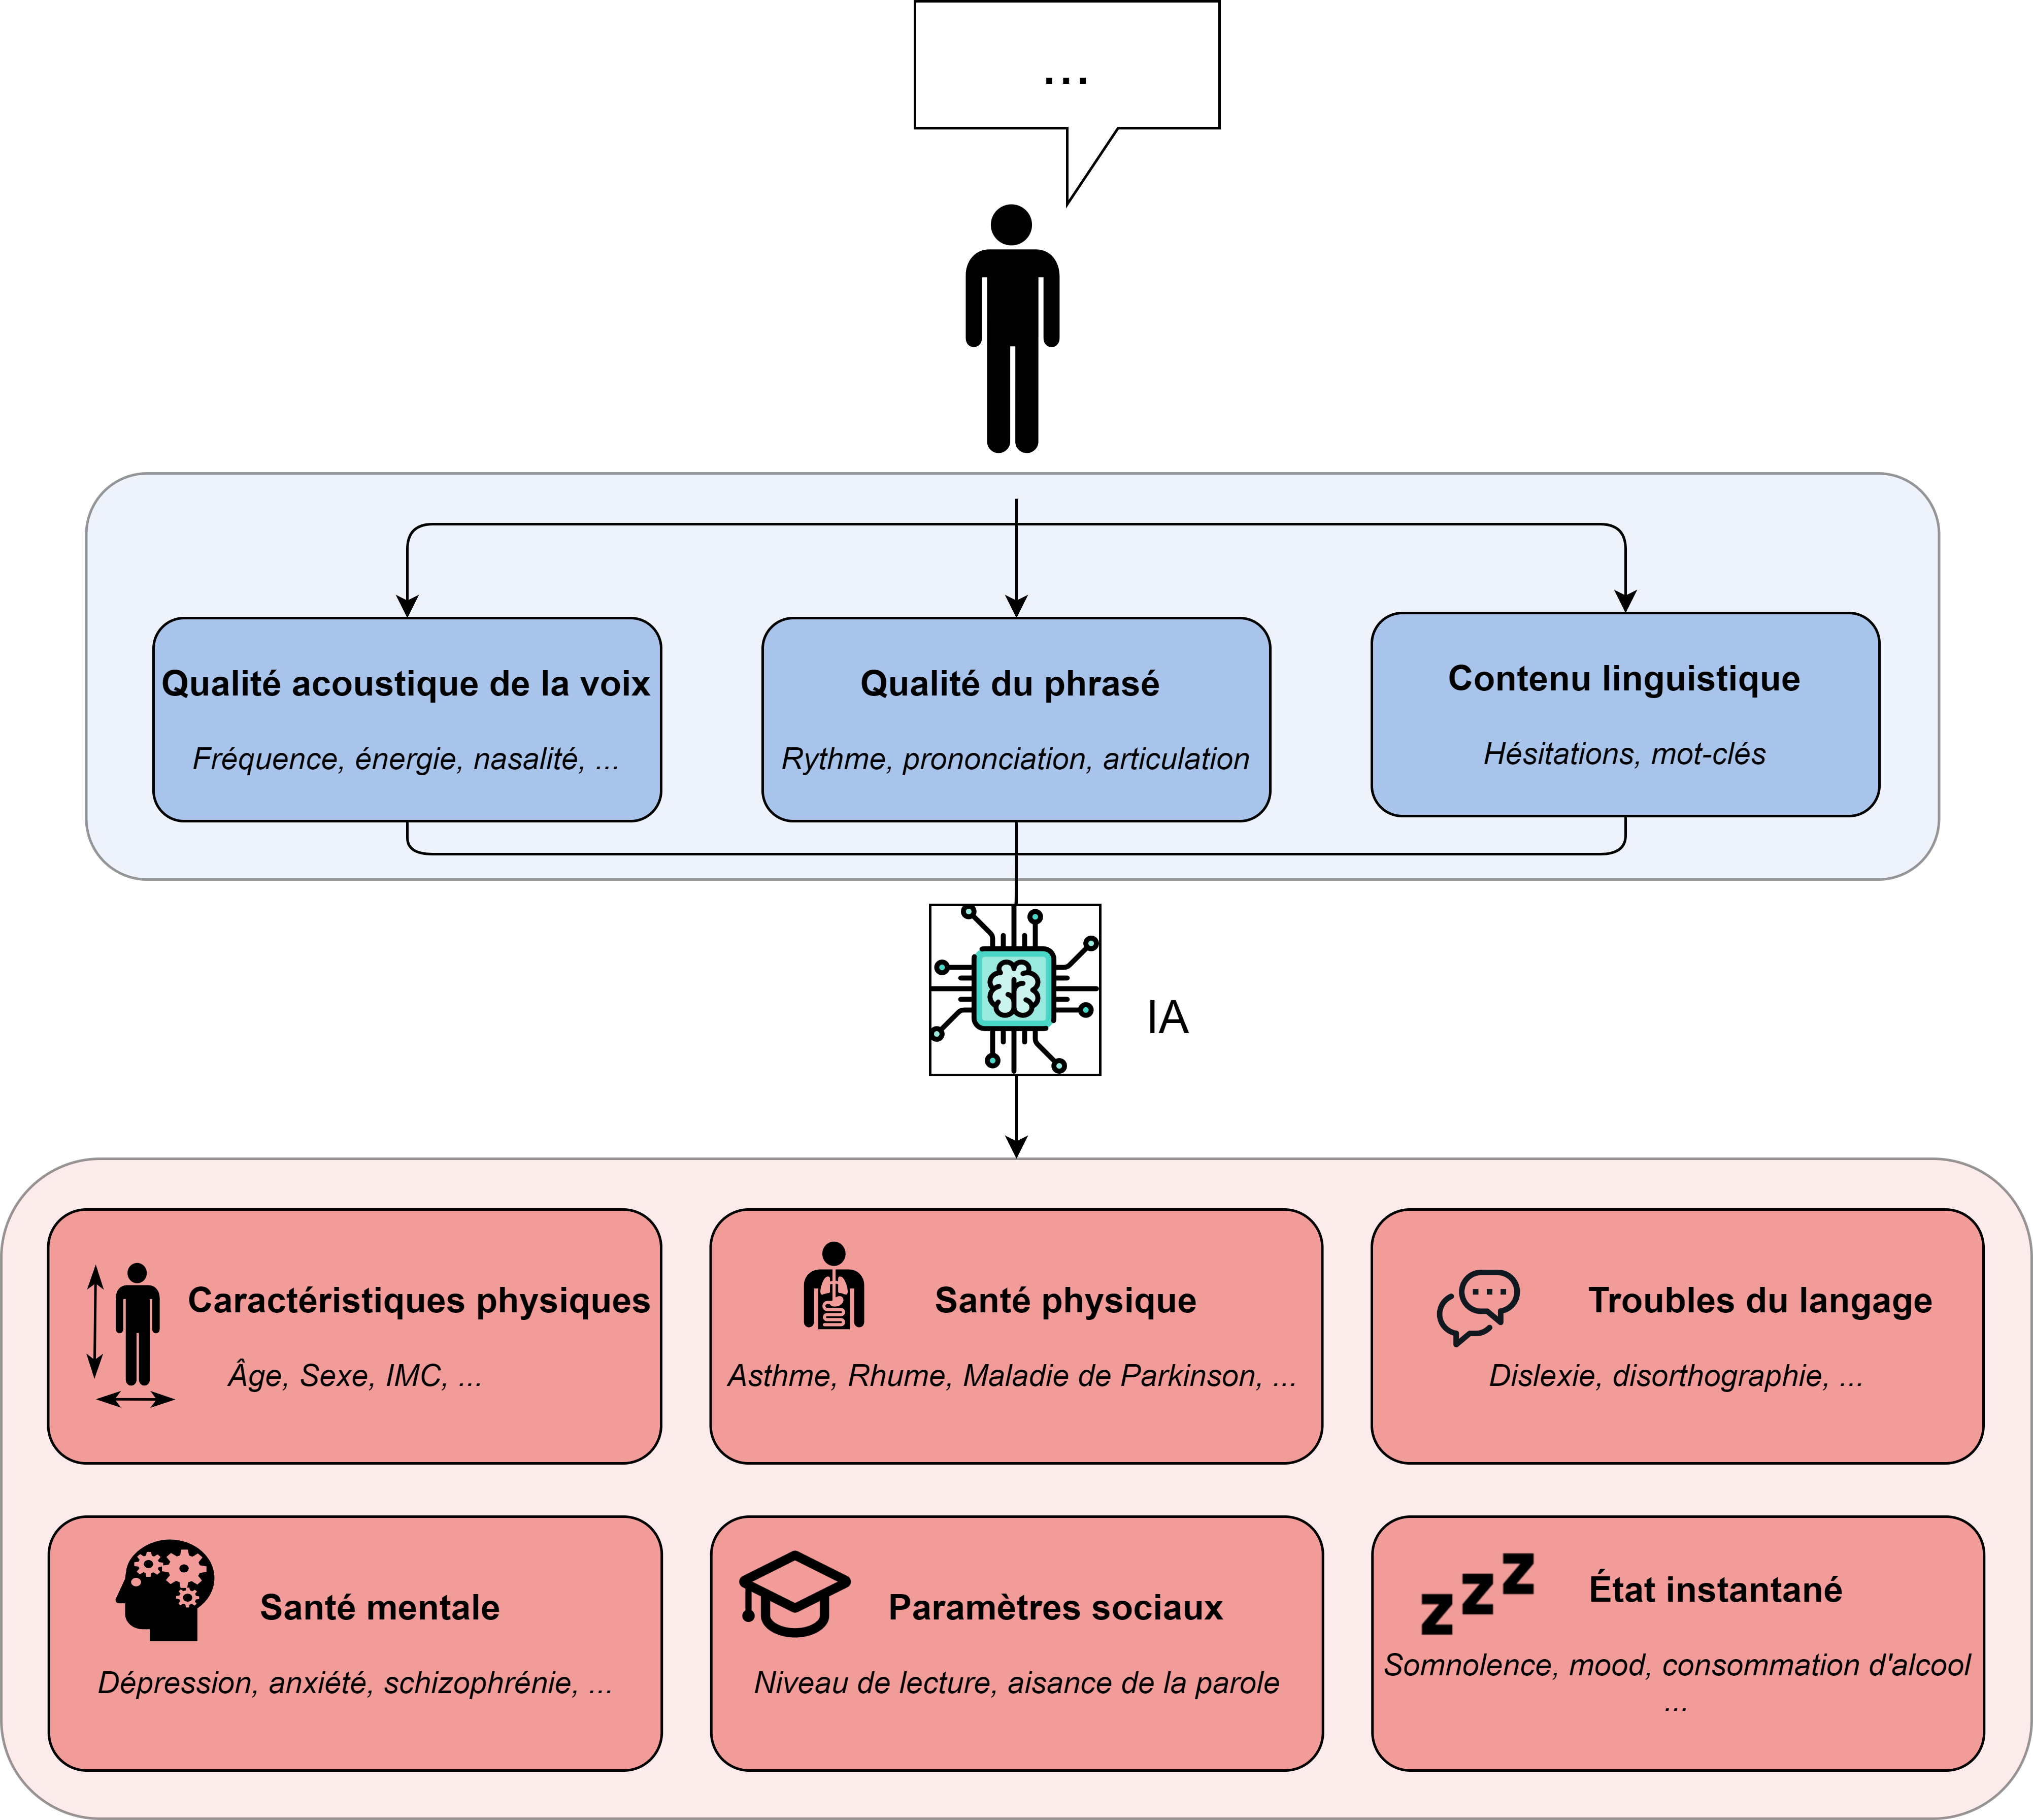 ...
Qualité acoustique de la voix
Fréquence, énergie, nasalité, ...
Qualité du phrasé
Rythme, prononciation, articulation
Contenu linguistique
Hésitations, mot-clés
IA
Caractéristiques physiques
Âge, Sexe, IMC, ...
Santé physique
Asthme, Rhume, Maladie de Parkinson, ...
Troubles du langage
Dislexie, disorthographie, ...
Santé mentale
Dépression, anxiété, schizophrénie, ...
Paramètres sociaux
Niveau de lecture, aisance de la parole
z z z
État instantané
Somnolence, mood, consommation d'alcool
...